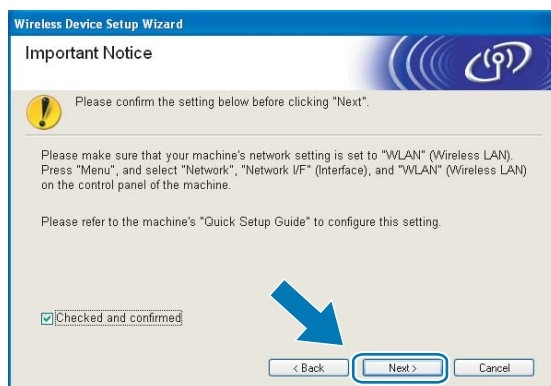 Wireless Device Setup Wizard
Important Notice
Please confirm the setting below before clicking "Next".
Please make sure that your machine's network setting is set to "WLAN" (Wireless LAN).
Press "Menu", and select "Network", "Network I/F" (Interface), and "WLAN" (Wireless LAN)
on the control panel of the machine.
Please refer to the machine's "Quick Setup Guide" to configure this setting.
Checked and confirmed
< Back
Next >
Cancel